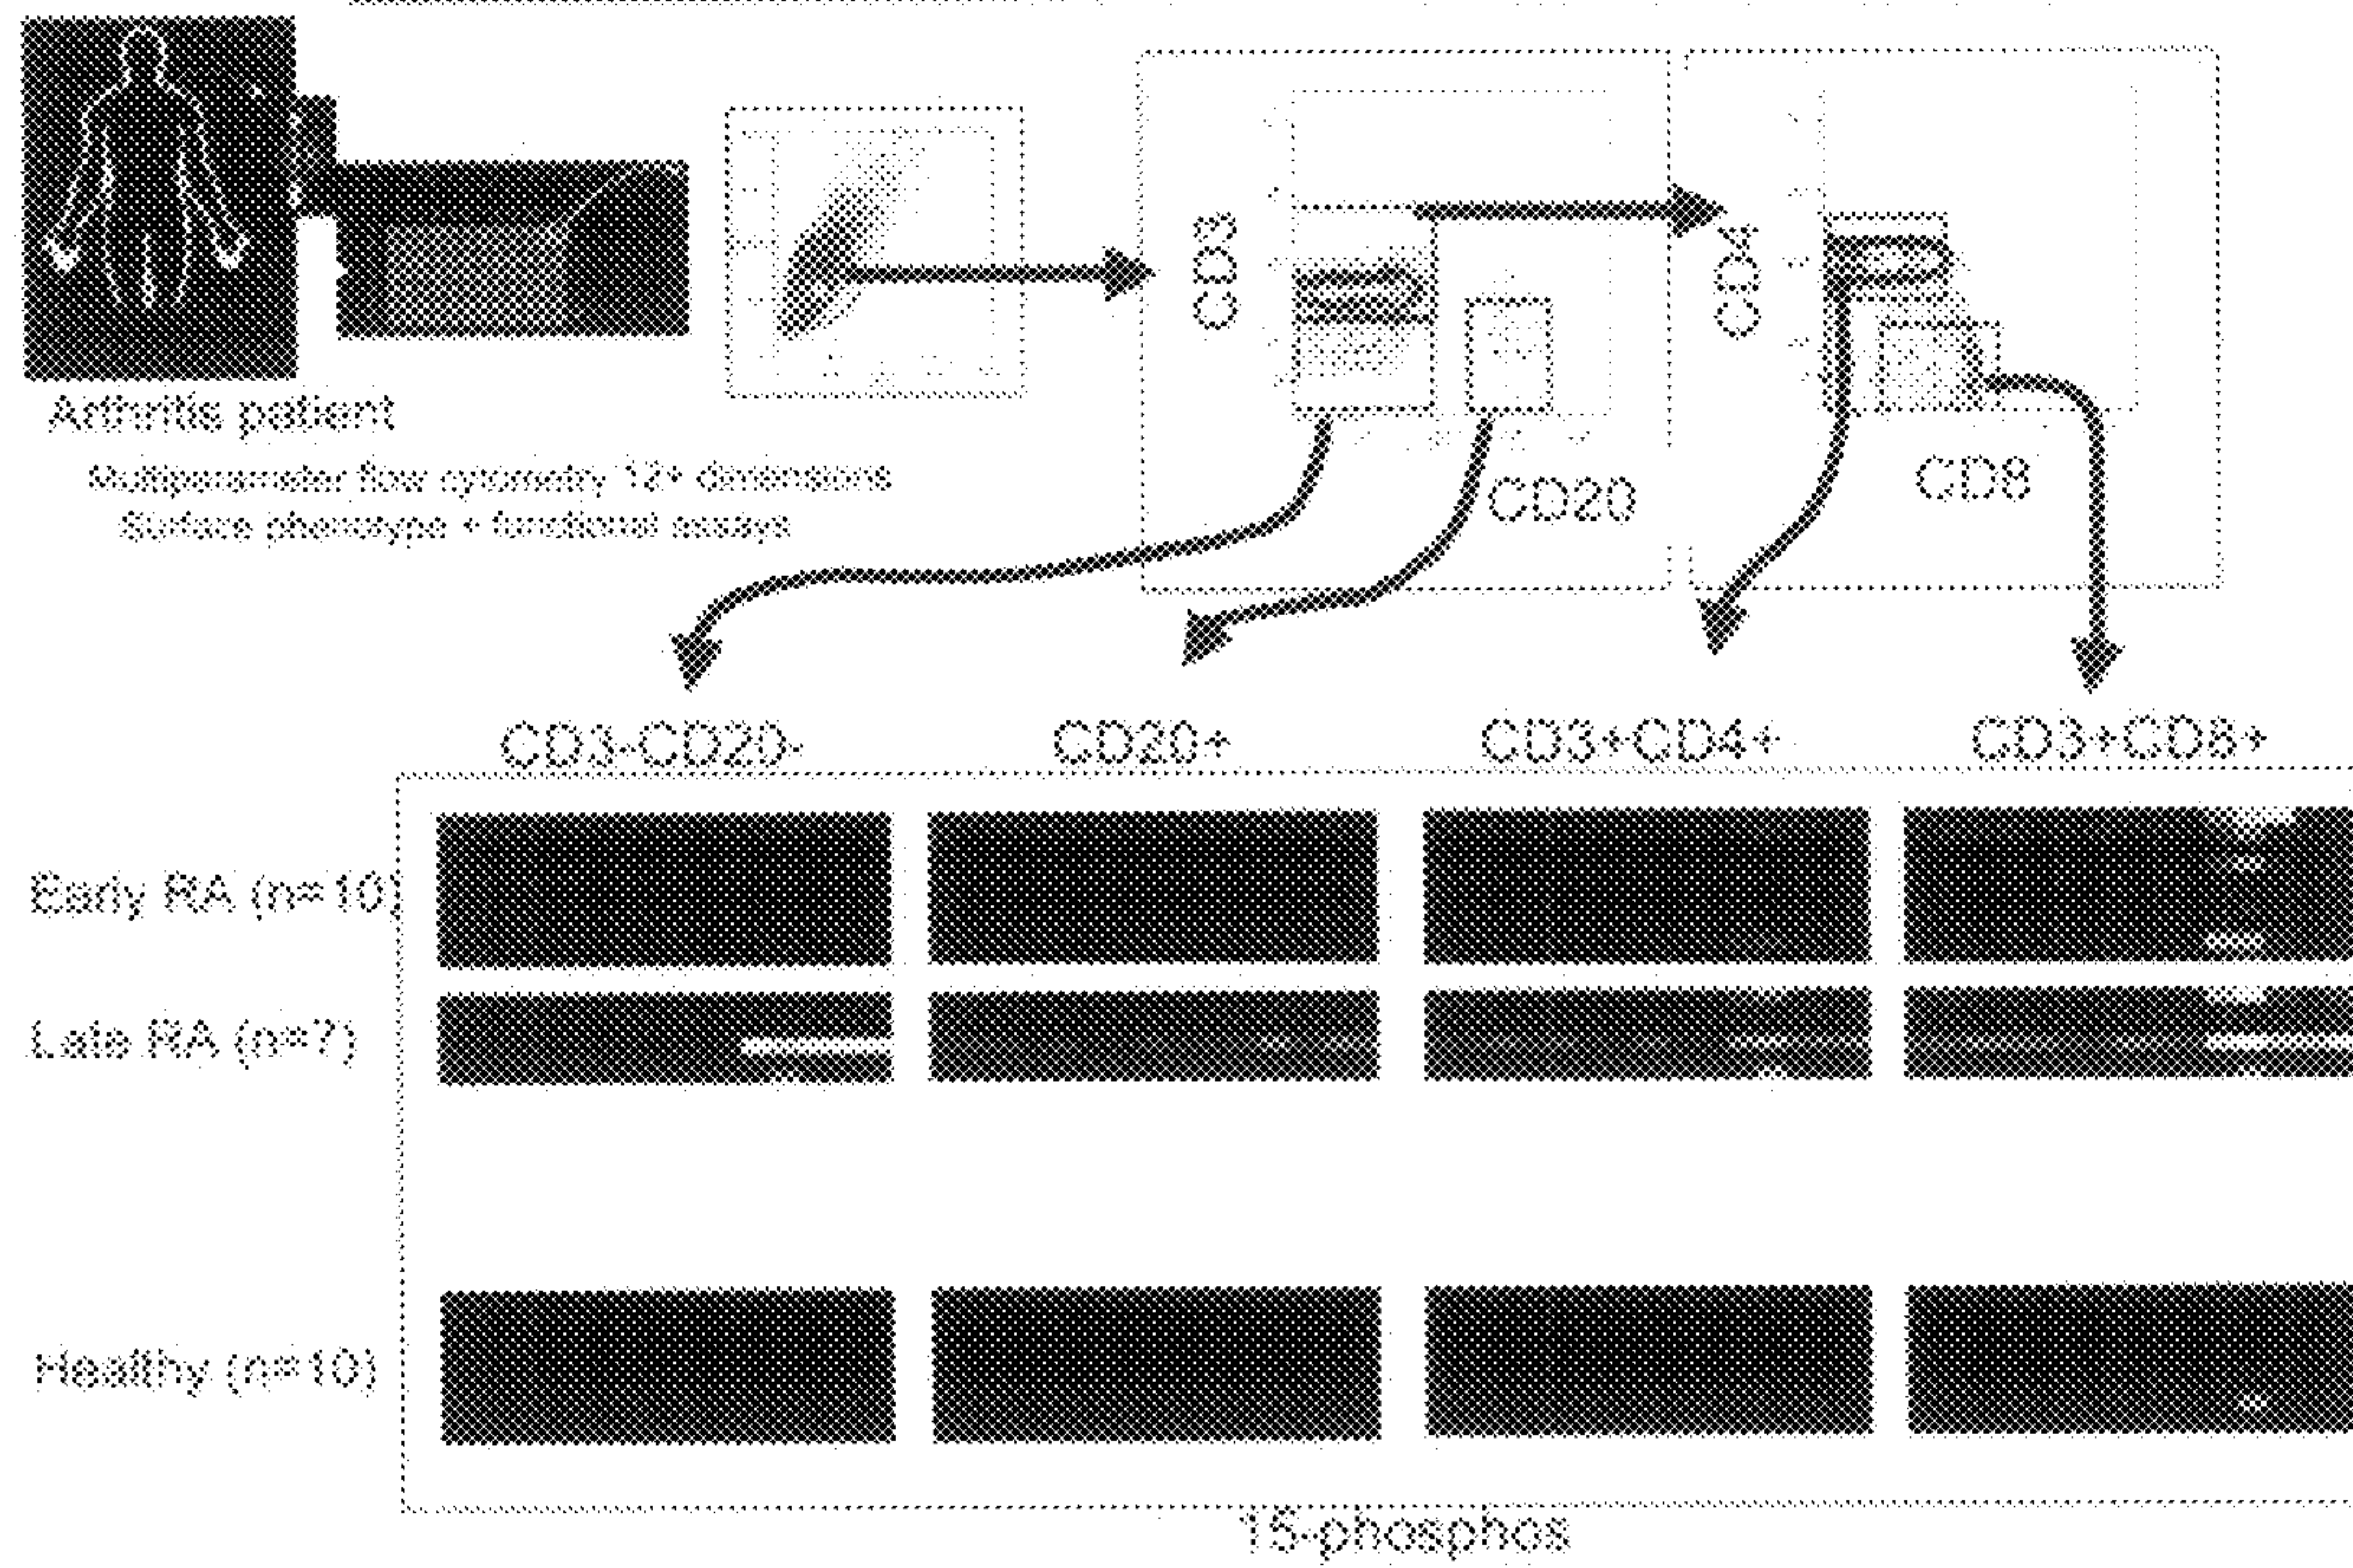 Arthritis patient
Multiparameter flow cytometry 12+ dimensions
Surface phenotype + functional assays
CD3
CD20
CD4
CD8
CD3-CD20-
CD20+
CD3+CD4+
CD3+CD8+
Early RA (n=10)
Late RA (n=7)
Healthy (n=10)
15-phosphos